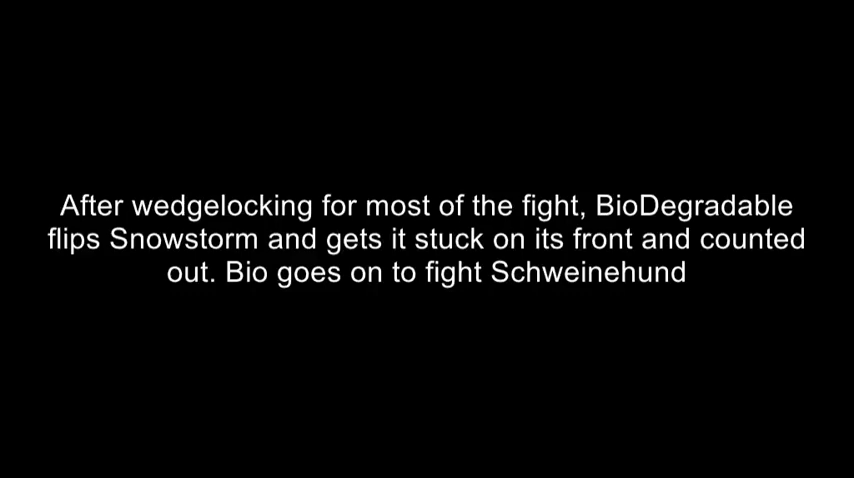 After wedgelocking for most of the fight, BioDegradable
flips Snowstorm and gets it stuck on its front and counted
out. Bio goes on to fight Schweinehund